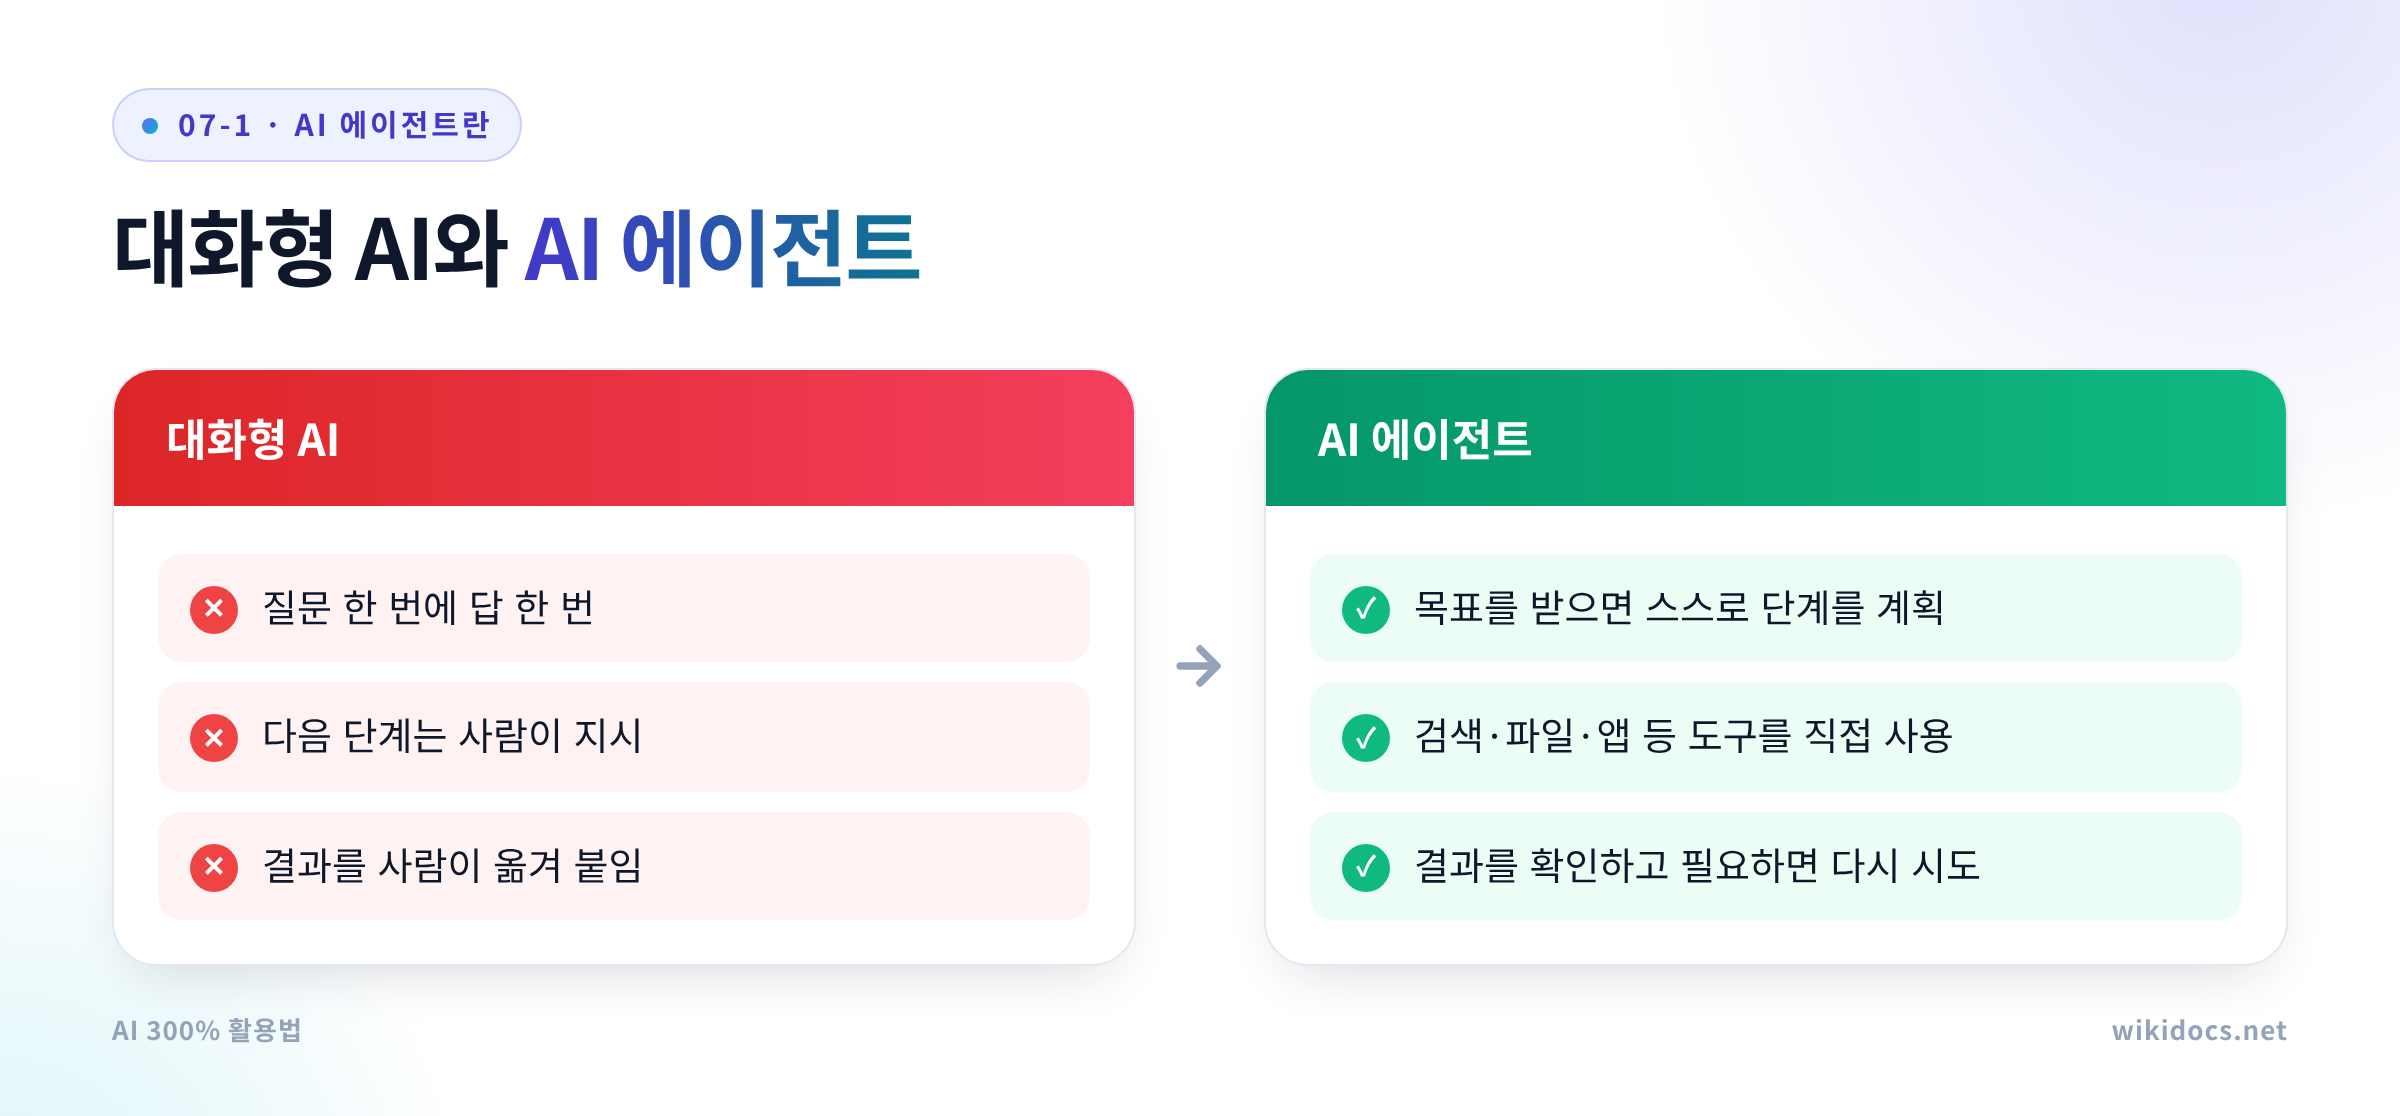 07-1 · AI 에이전트란
대화형 AI와 AI 에이전트
대화형 AI
질문 한 번에 답 한 번
다음 단계는 사람이 지시
결과를 사람이 옮겨 붙임
AI 에이전트
목표를 받으면 스스로 단계를 계획
검색·파일·앱 등 도구를 직접 사용
결과를 확인하고 필요하면 다시 시도
AI 300% 활용법
wikidocs.net